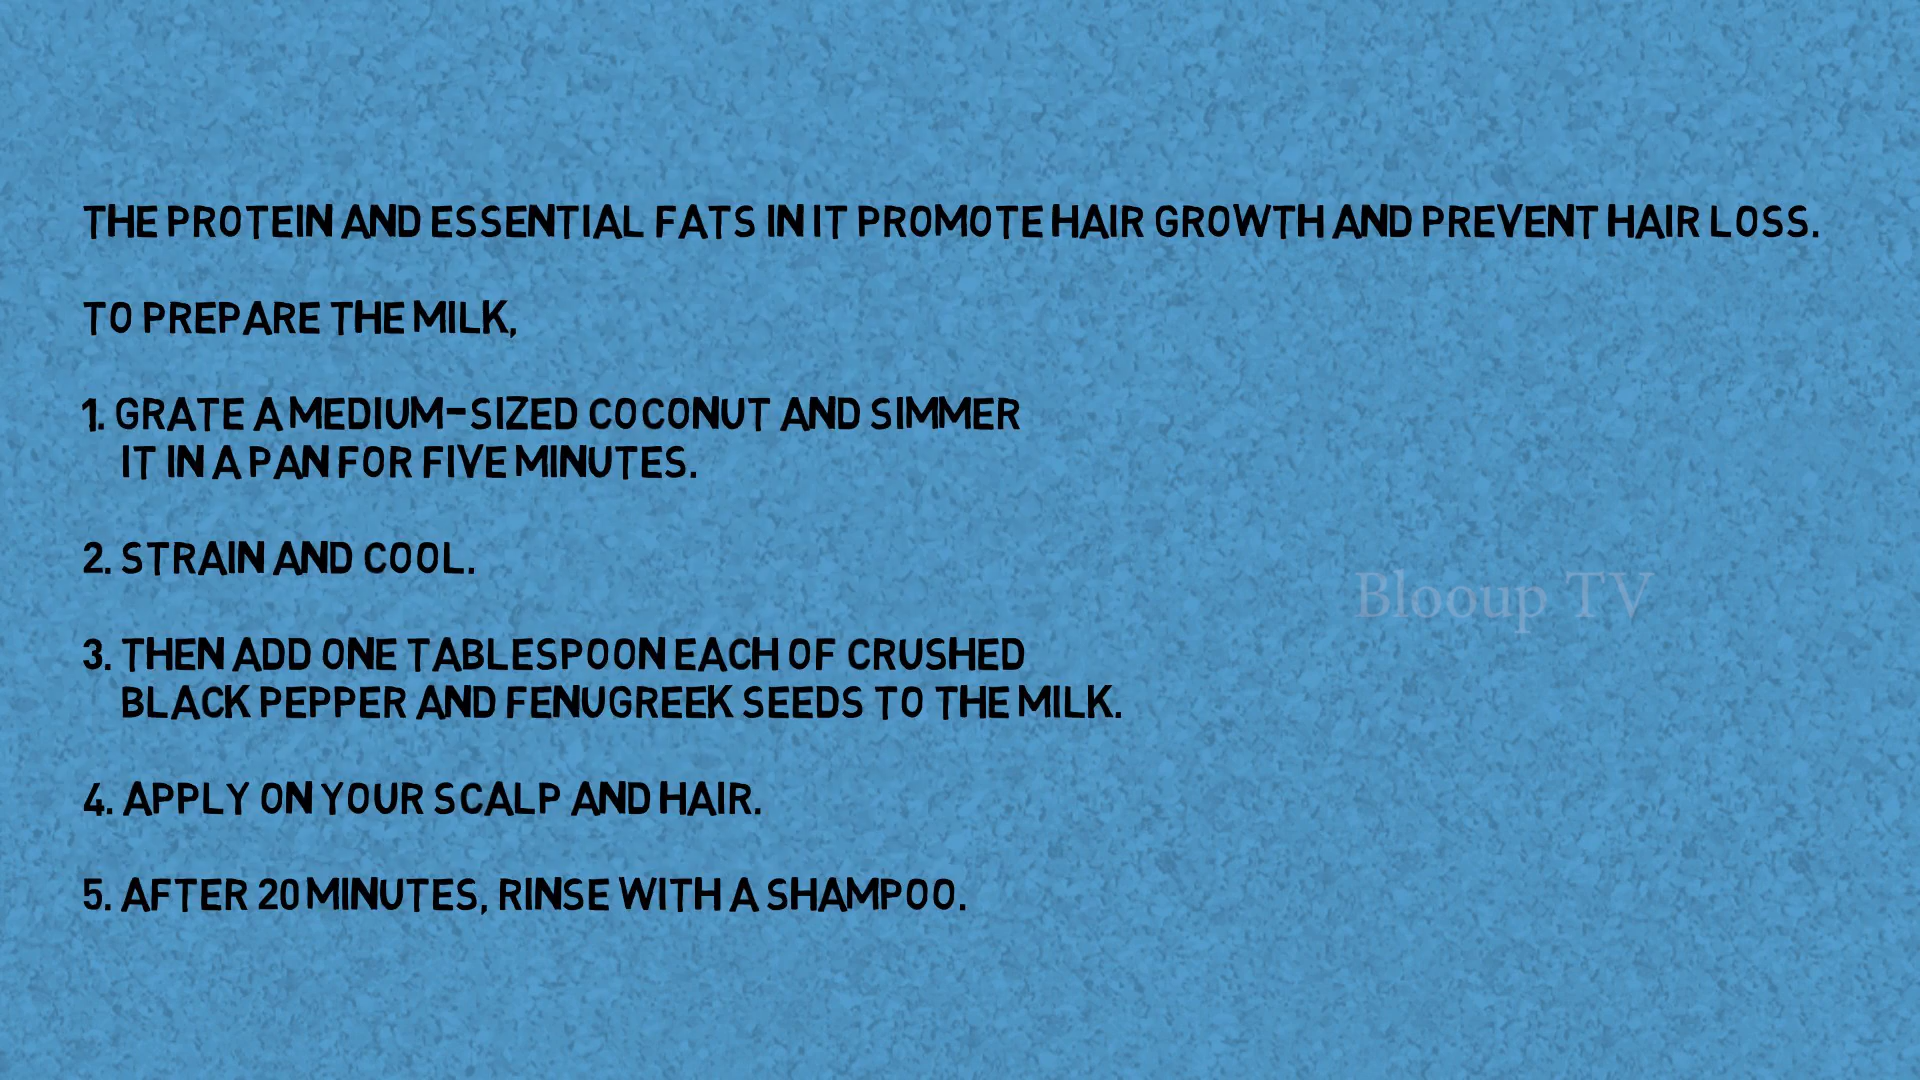 THE PROTEIN AND ESSENTIAL FATS IN IT PROMOTE HAIR GROWTH AND PREVENT HAIR LOSS.
TO PREPARE THE MILK,
1. GRATE A MEDIUM-SIZED COCONUT AND SIMMER
IT IN A PAN FOR FIVE MINUTES.
2. STRAIN AND COOL.
3. THEN ADD ONE TABLESPOON EACH OF CRUSHED
BLACK PEPPER AND FENUGREEK SEEDS TO THE MILK.
4. APPLY ON YOUR SCALP AND HAIR.
5. AFTER 20 MINUTES, RINSE WITH A SHAMPOO.
Blooup TV